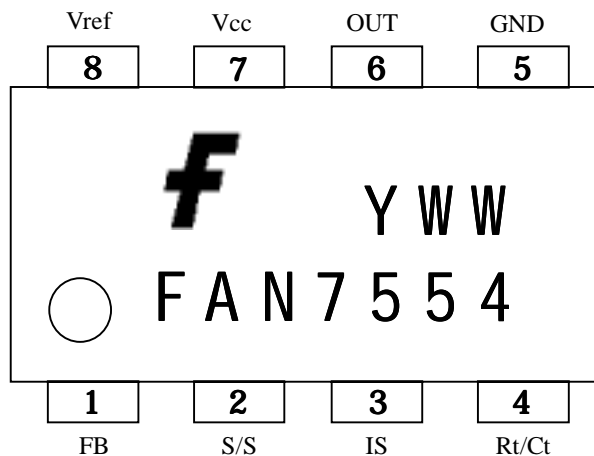 Vref Vcc OUT GND
8 7 6 5
f
YWW
FAN7554
1 2 3 4
FB S/S IS Rt/Ct